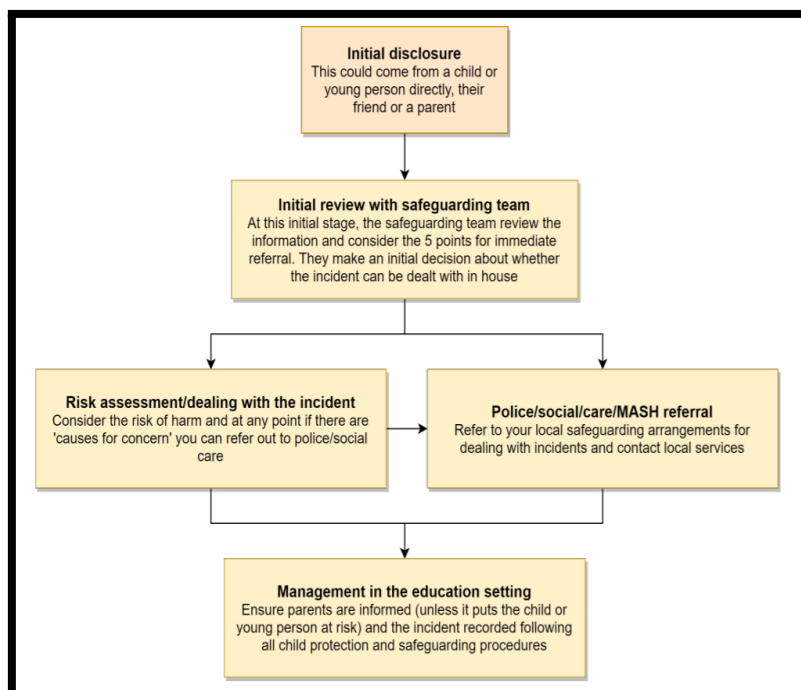 Initial disclosure
This could come from a child or
young person directly, their
friend or a parent
Initial review with safeguarding team
At this initial stage, the safeguarding team review the
information and consider the 5 points for immediate
referral. They make an initial decision about whether
the incident can be dealt with in house
Risk assessment/dealing with the incident
Consider the risk of harm and at any point if there are
'causes for concern' you can refer out to police/social
care
Police/social/care/MASH referral
Refer to your local safeguarding arrangements for
dealing with incidents and contact local services
Management in the education setting
Ensure parents are informed (unless it puts the child or
young person at risk) and the incident recorded following
all child protection and safeguarding procedures